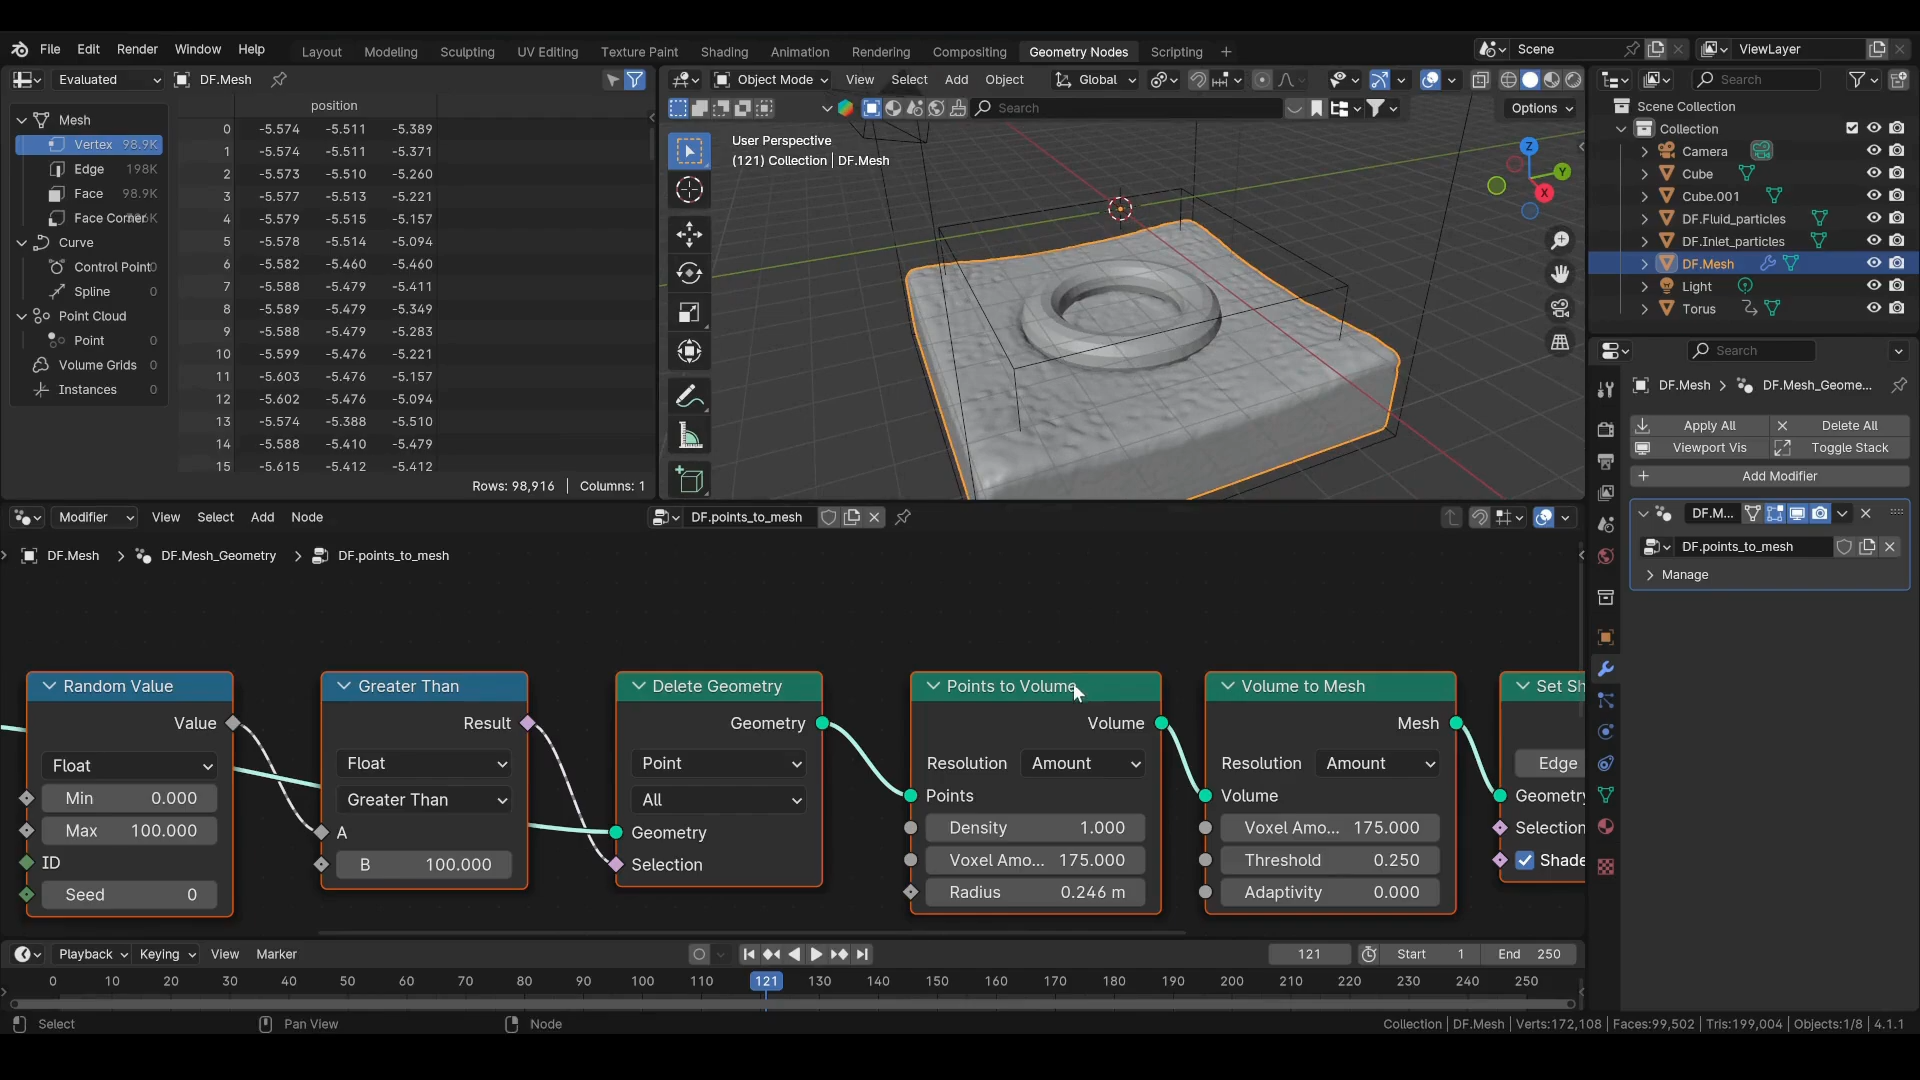 File Edit Render Window Help Layout Modeling Sculpting UV Editing Texture Paint Shading Animation Rendering Compositing Geometry Nodes Scripting + Scene ViewLayer
Evaluated DF.Mesh
Object Mode View Select Add Object Global
Search
Mesh
Vertex 98.9K
Edge 198K
Face 98.9K
Face Corner
Curve
Control Point 0
Spline 0
Point Cloud
Point 0
Volume Grids 0
Instances 0
position
0 -5.574 -5.511 -5.389
1 -5.574 -5.511 -5.371
2 -5.573 -5.510 -5.260
3 -5.577 -5.513 -5.221
4 -5.579 -5.515 -5.157
5 -5.578 -5.514 -5.094
6 -5.582 -5.460 -5.460
7 -5.588 -5.479 -5.411
8 -5.589 -5.479 -5.349
9 -5.588 -5.479 -5.283
10 -5.599 -5.476 -5.221
11 -5.603 -5.476 -5.157
12 -5.602 -5.476 -5.094
13 -5.574 -5.388 -5.510
14 -5.588 -5.410 -5.479
15 -5.615 -5.412 -5.412
Rows: 98,916 | Columns: 1
Search Options
User Perspective
(121) Collection | DF.Mesh
Z
Y
X
Scene Collection
Collection
Camera
Cube
Cube.001
DF.Fluid_particles
DF.Inlet_particles
DF.Mesh
Light
Torus
Search
DF.Mesh > DF.Mesh_Geome...
Apply All Delete All
Viewport Vis Toggle Stack
+ Add Modifier
DF.M...
DF.points_to_mesh
Manage
Modifier View Select Add Node DF.points_to_mesh
DF.Mesh > DF.Mesh_Geometry > DF.points_to_mesh
Random Value
Value
Float
Min 0.000
Max 100.000
ID
Seed 0
Greater Than
Result
Float
Greater Than
A
B 100.000
Delete Geometry
Geometry
Point
All
Geometry
Selection
Points to Volume
Volume
Resolution Amount
Points
Density 1.000
Voxel Amo... 175.000
Radius 0.246 m
Volume to Mesh
Mesh
Resolution Amount
Volume
Voxel Amo... 175.000
Threshold 0.250
Adaptivity 0.000
Set Sh
Edge
Geometry
Selection
Shade
Playback Keying View Marker 121 Start 1 End 250
0 10 20 30 40 50 60 70 80 90 100 110 121 130 140 150 160 170 180 190 200 210 220 230 240 250
Select Pan View Node Collection | DF.Mesh | Verts:172,108 | Faces:99,502 | Tris:199,004 | Objects:1/8 | 4.1.1